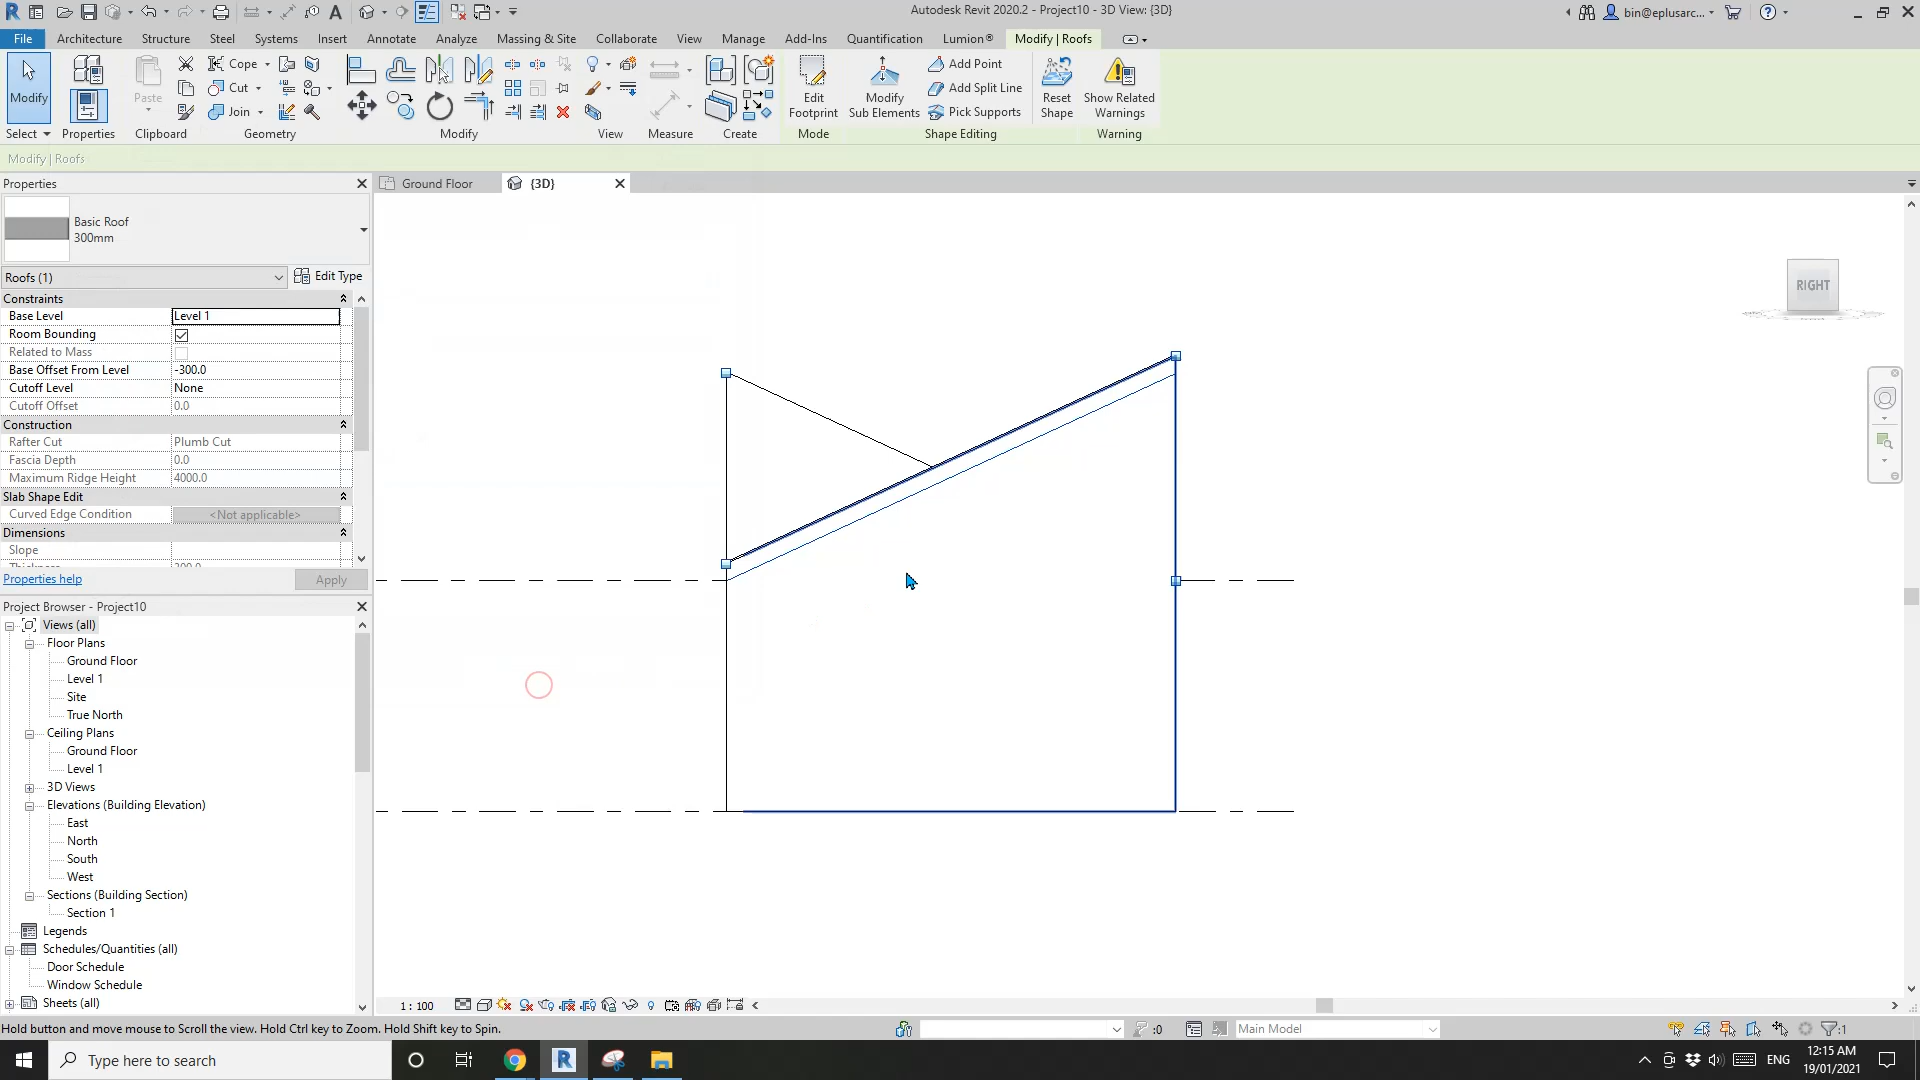 Autodesk Revit 2020.2 - Project10 - 3D View: {3D}
bin@eplusarc...
File Architecture Structure Steel Systems Insert Annotate Analyze Massing & Site Collaborate View Manage Add-Ins Quantification Lumion® Modify | Roofs
Modify
Select
Properties
Paste
Clipboard
Cope
Cut
Join
Geometry
Modify
View
Measure
Create
Edit
Footprint
Mode
Modify
Sub Elements
Add Point
Add Split Line
Pick Supports
Shape Editing
Reset
Shape
Show Related
Warnings
Warning
Modify | Roofs
Properties
Ground Floor
{3D}
Basic Roof
300mm
Roofs (1)
Edit Type
Constraints
Base Level Level 1
Room Bounding
Related to Mass
Base Offset From Level -300.0
Cutoff Level None
Cutoff Offset 0.0
Construction
Rafter Cut Plumb Cut
Fascia Depth 0.0
Maximum Ridge Height 4000.0
Slab Shape Edit
Curved Edge Condition <Not applicable>
Dimensions
Slope
Properties help
Apply
RIGHT
Project Browser - Project10
Views (all)
Floor Plans
Ground Floor
Level 1
Site
True North
Ceiling Plans
Ground Floor
Level 1
3D Views
Elevations (Building Elevation)
East
North
South
West
Sections (Building Section)
Section 1
Legends
Schedules/Quantities (all)
Door Schedule
Window Schedule
Sheets (all)
1 : 100
Hold button and move mouse to Scroll the view. Hold Ctrl key to Zoom. Hold Shift key to Spin.
:0
Main Model
:1
Type here to search
ENG
12:15 AM
19/01/2021